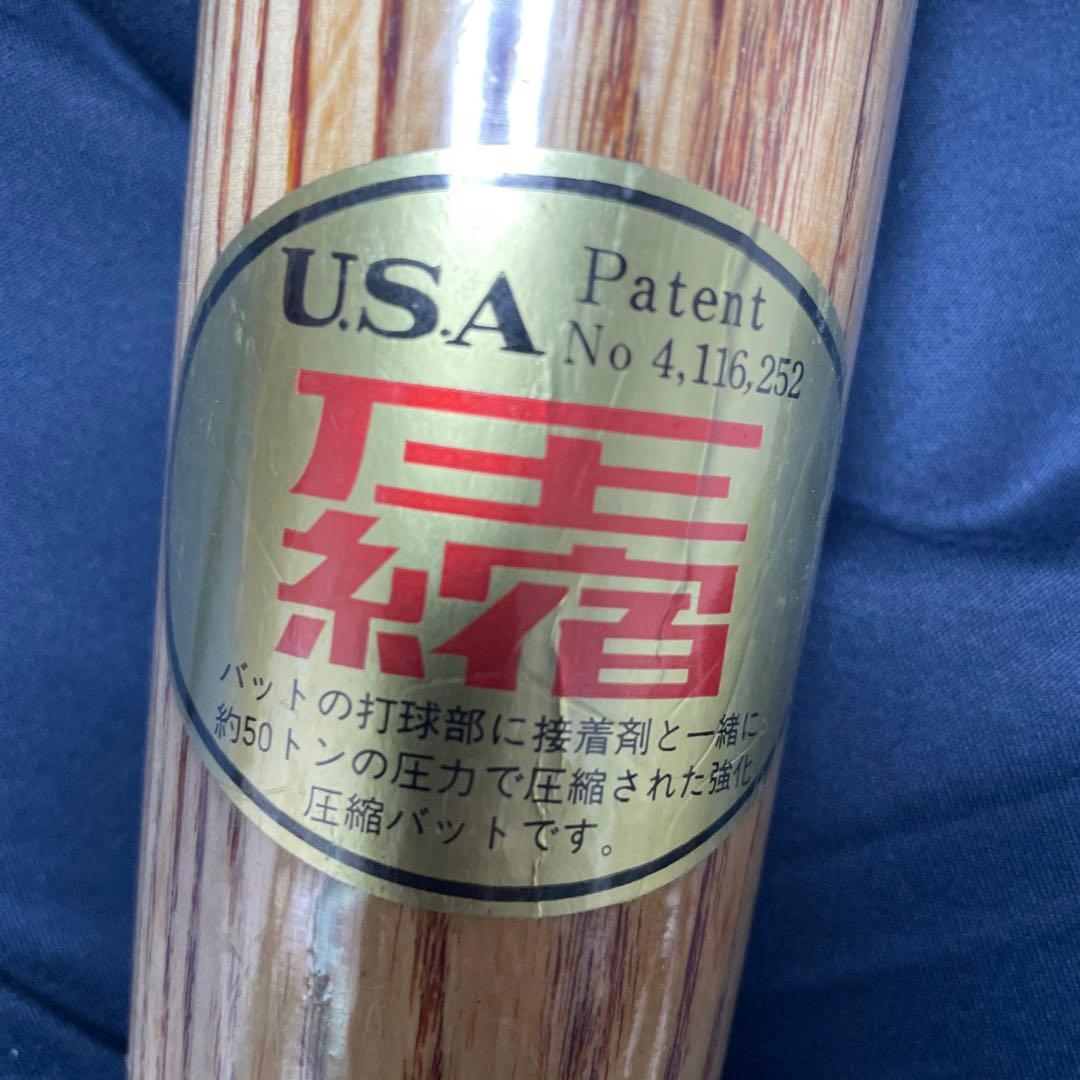 U.S.A
Patent
No 4,116,252
圧縮
バットの打球部に接着剤と一緒に
約50トンの圧力で圧縮された強化
圧縮バットです。